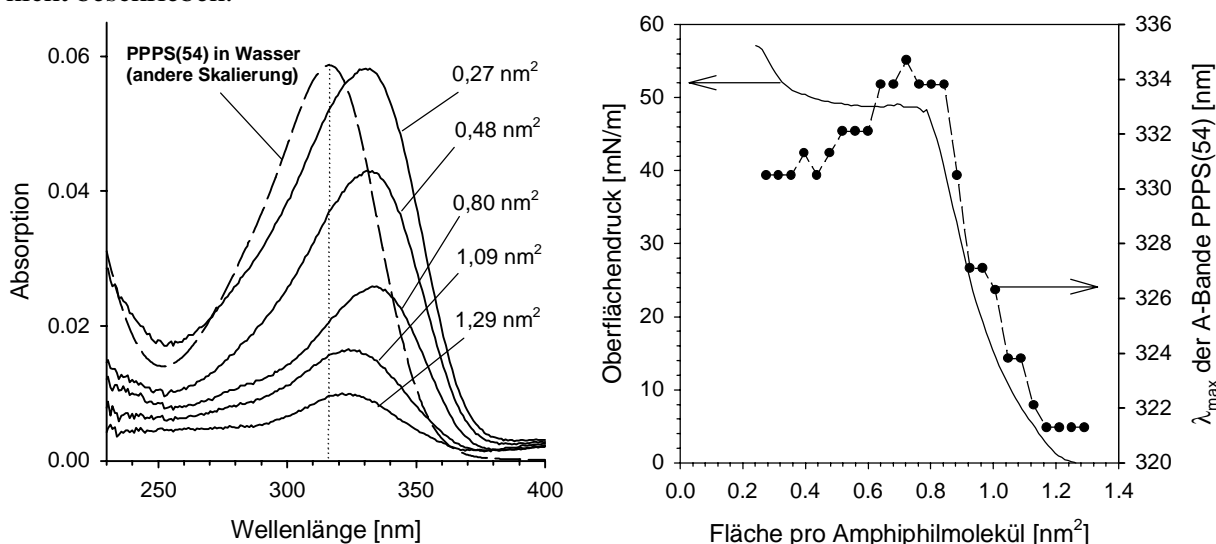 nicht beschrieben.
0.06
0.04
0.02
0.00
Absorption
PPPS(54) in Wasser
(andere Skalierung)
0,27 nm²
0,48 nm²
0,80 nm²
1,09 nm²
1,29 nm²
250 300 350 400
Wellenlänge [nm]
60
50
40
30
20
10
0
Oberflächendruck [mN/m]
336
334
332
330
328
326
324
322
320
λmax der A-Bande PPPS(54) [nm]
0.0 0.2 0.4 0.6 0.8 1.0 1.2 1.4
Fläche pro Amphiphilmolekül [nm²]